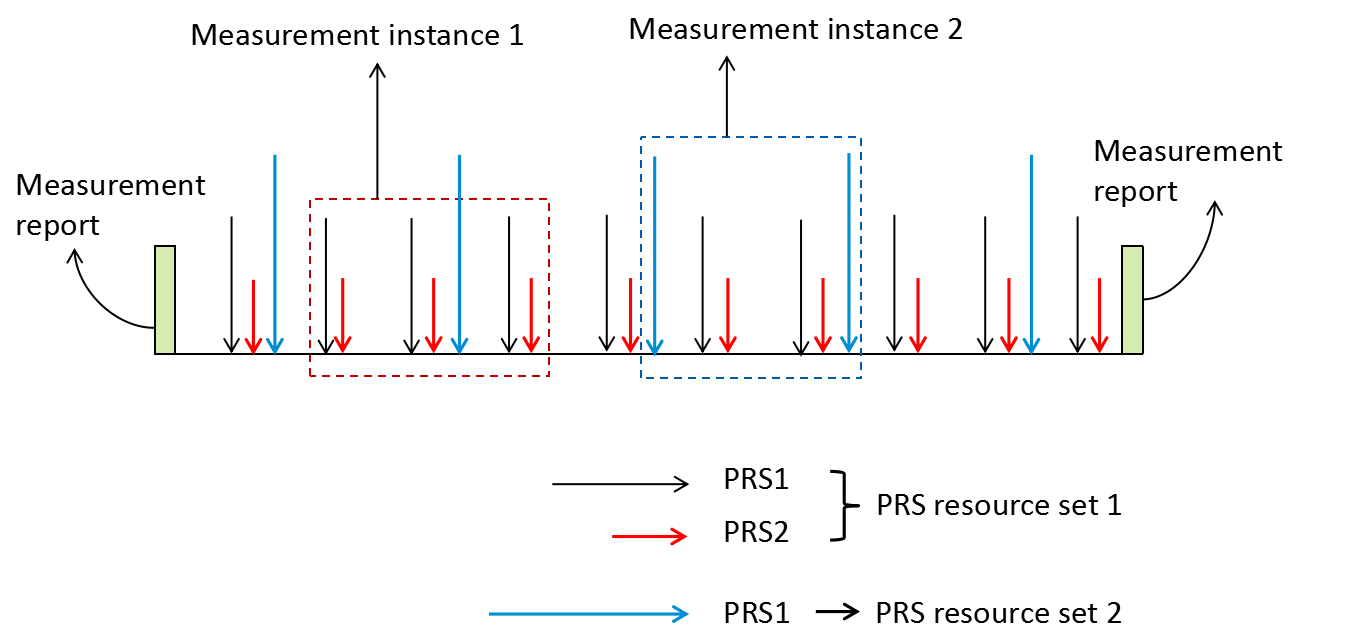 Measurement instance 1
Measurement instance 2
Measurement
report
Measurement
report
PRS1
PRS2
PRS resource set 1
PRS1
PRS resource set 2